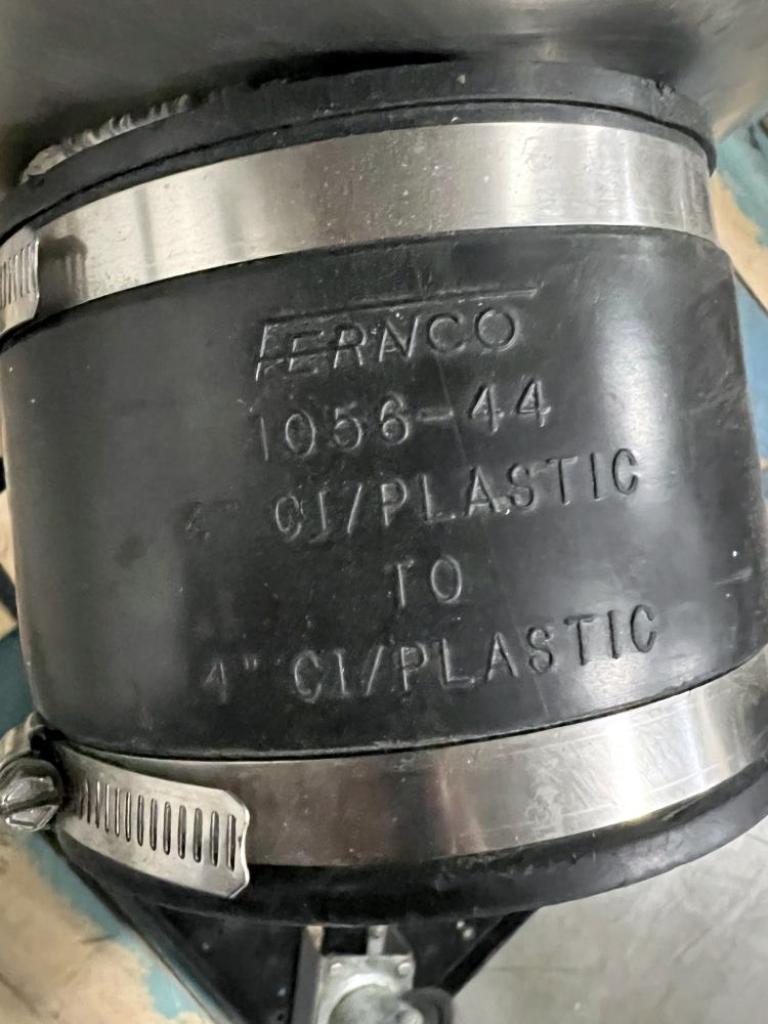 FERNCO
1056-44
4" CI/PLASTIC
TO
4" CI/PLASTIC